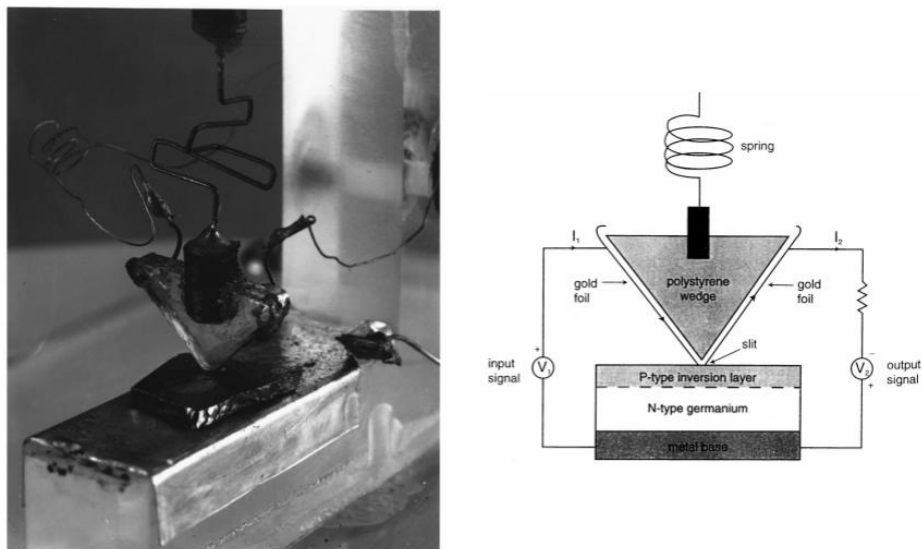 spring
I₁
I₂
polystyrene
wedge
gold
foil
gold
foil
slit
+
−
input
signal
V₁
V₂
output
signal
+
P-type inversion layer
N-type germanium
metal base